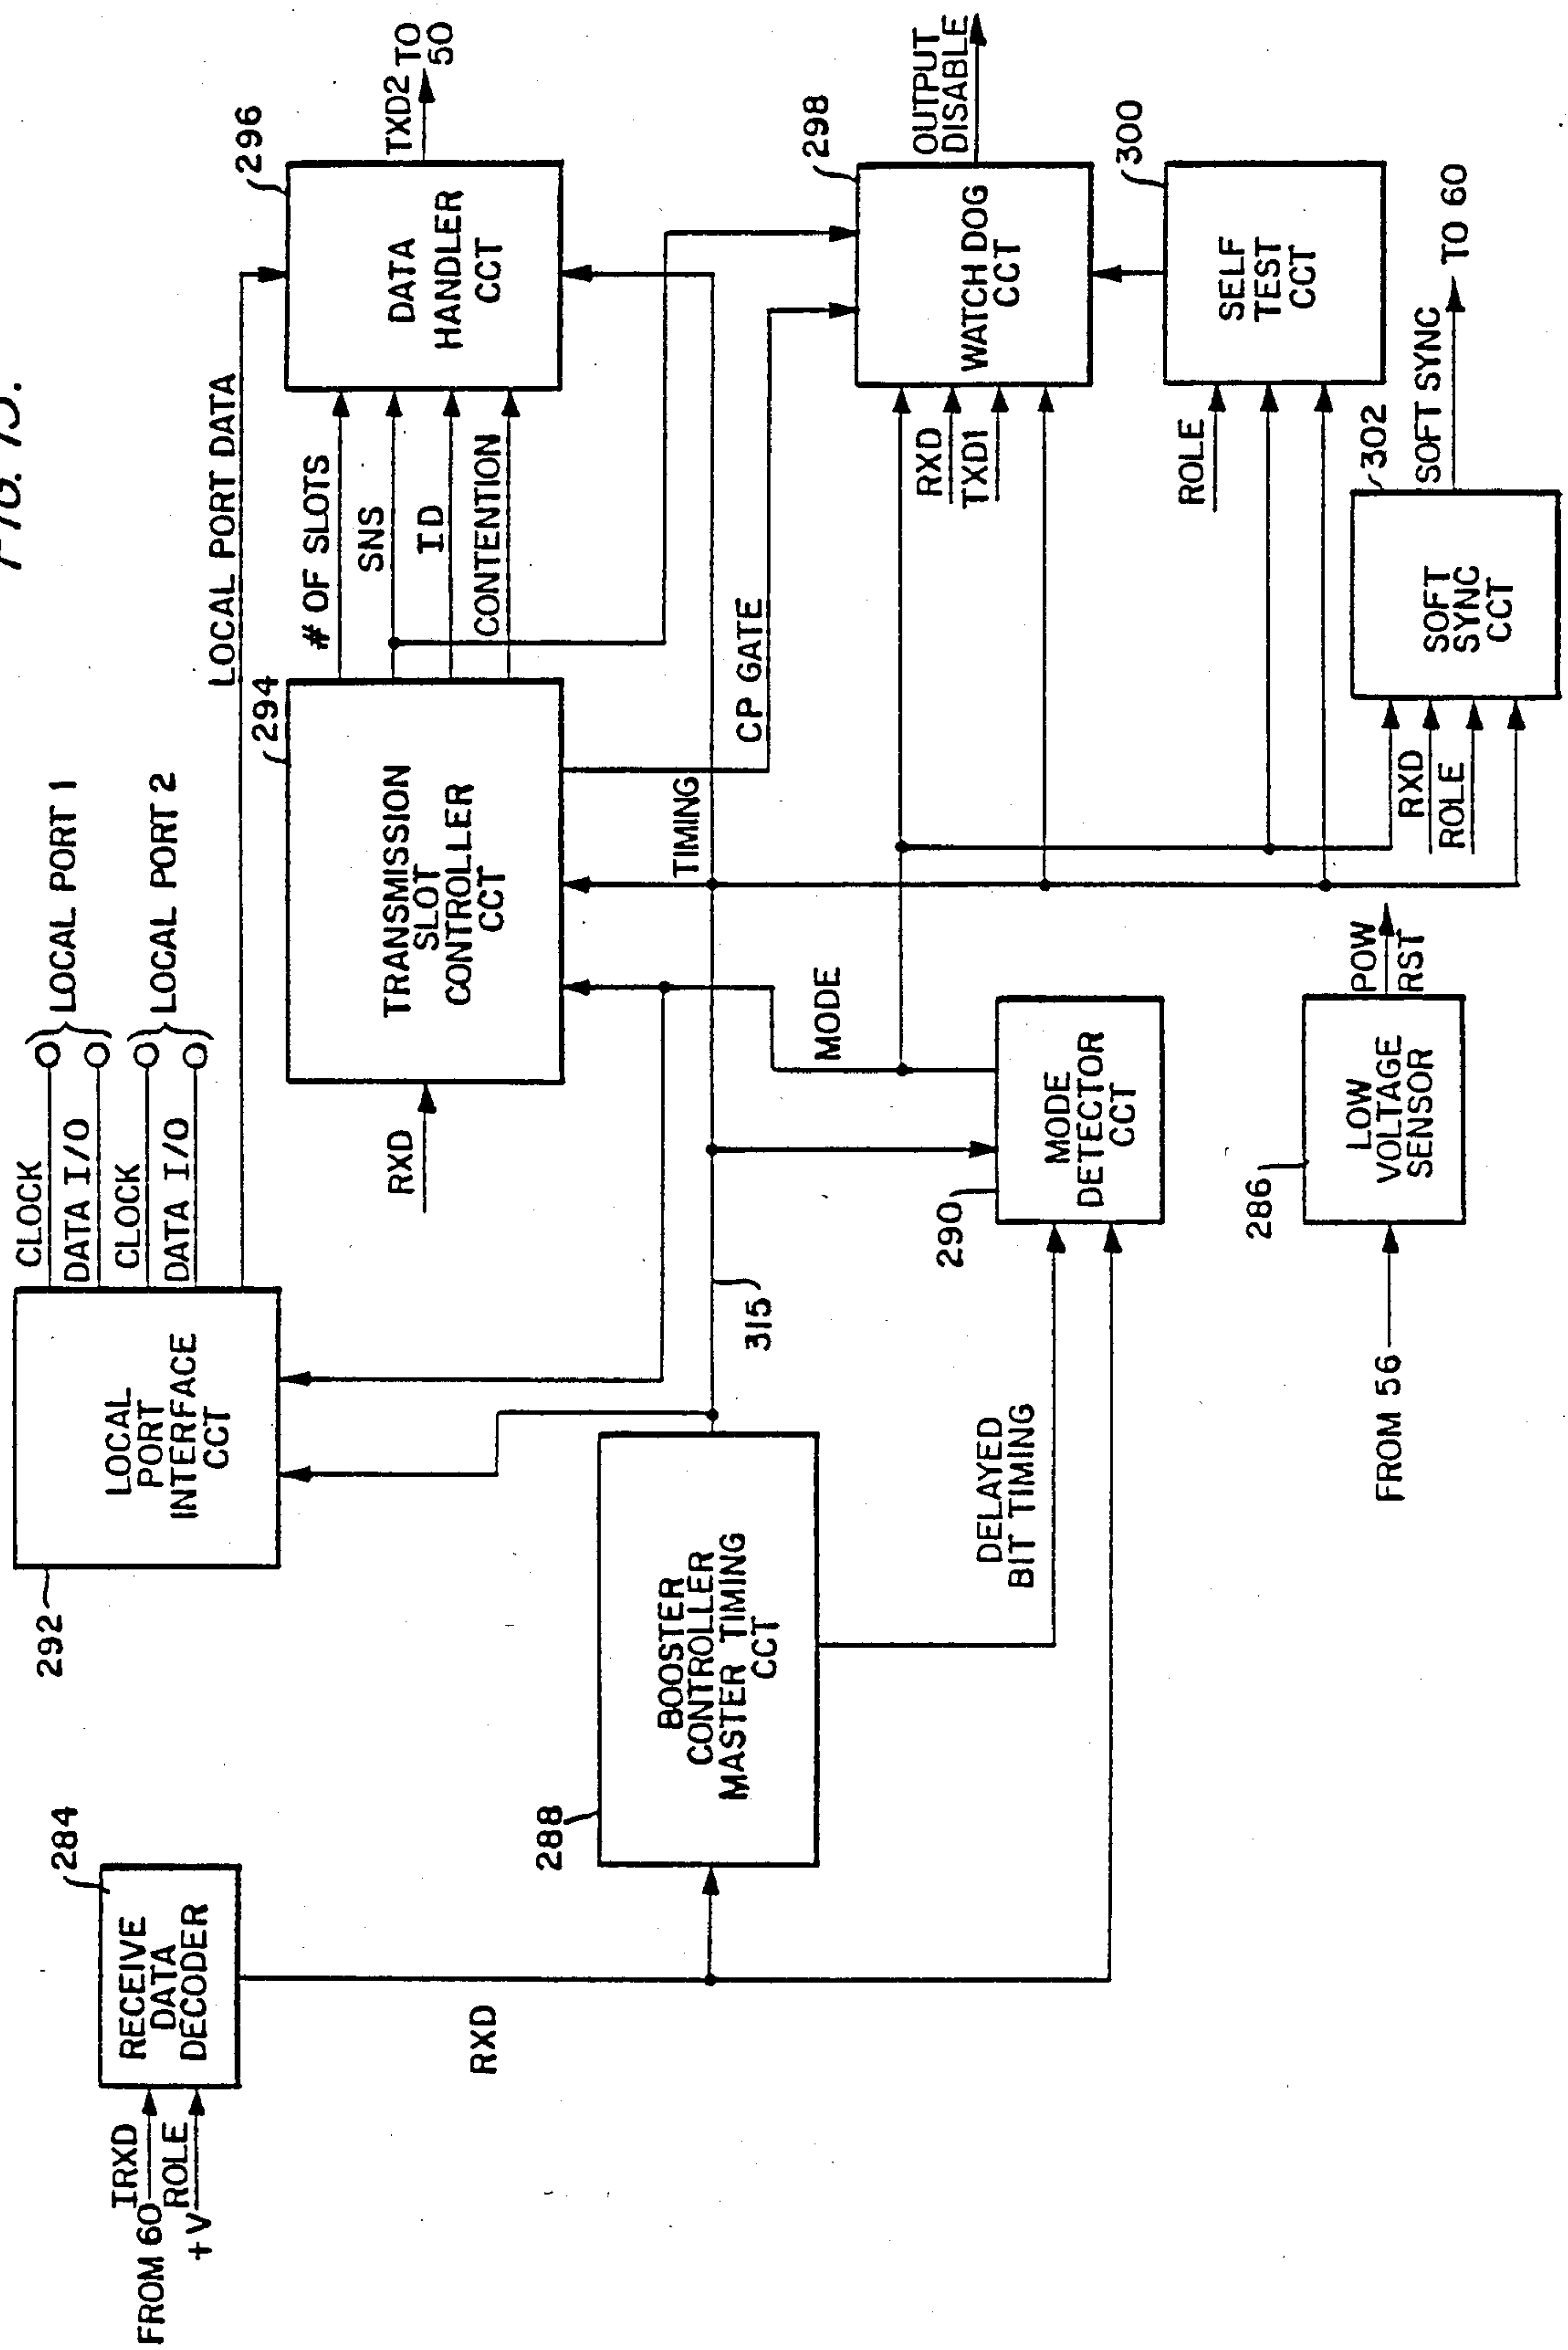 FIG. 15.
IRXD
FROM 60
ROLE
+V
284
RECEIVE
DATA
DECODER
RXD
292
LOCAL
PORT
INTERFACE
CCT
CLOCK
DATA I/O
CLOCK
DATA I/O
LOCAL PORT 1
LOCAL PORT 2
LOCAL PORT DATA
288
BOOSTER
CONTROLLER
MASTER TIMING
CCT
315
DELAYED
BIT TIMING
RXD
294
TRANSMISSION
SLOT
CONTROLLER
CCT
# OF SLOTS
SNS
ID
CONTENTION
TIMING
CP GATE
MODE
290
MODE
DETECTOR
CCT
FROM 56
286
LOW
VOLTAGE
SENSOR
POW
RST
296
DATA
HANDLER
CCT
TXD2 TO
50
298
RXD
TXD1
WATCH DOG
CCT
OUTPUT
DISABLE
300
ROLE
SELF
TEST
CCT
302
RXD
ROLE
SOFT
SYNC
CCT
SOFT SYNC
TO 60